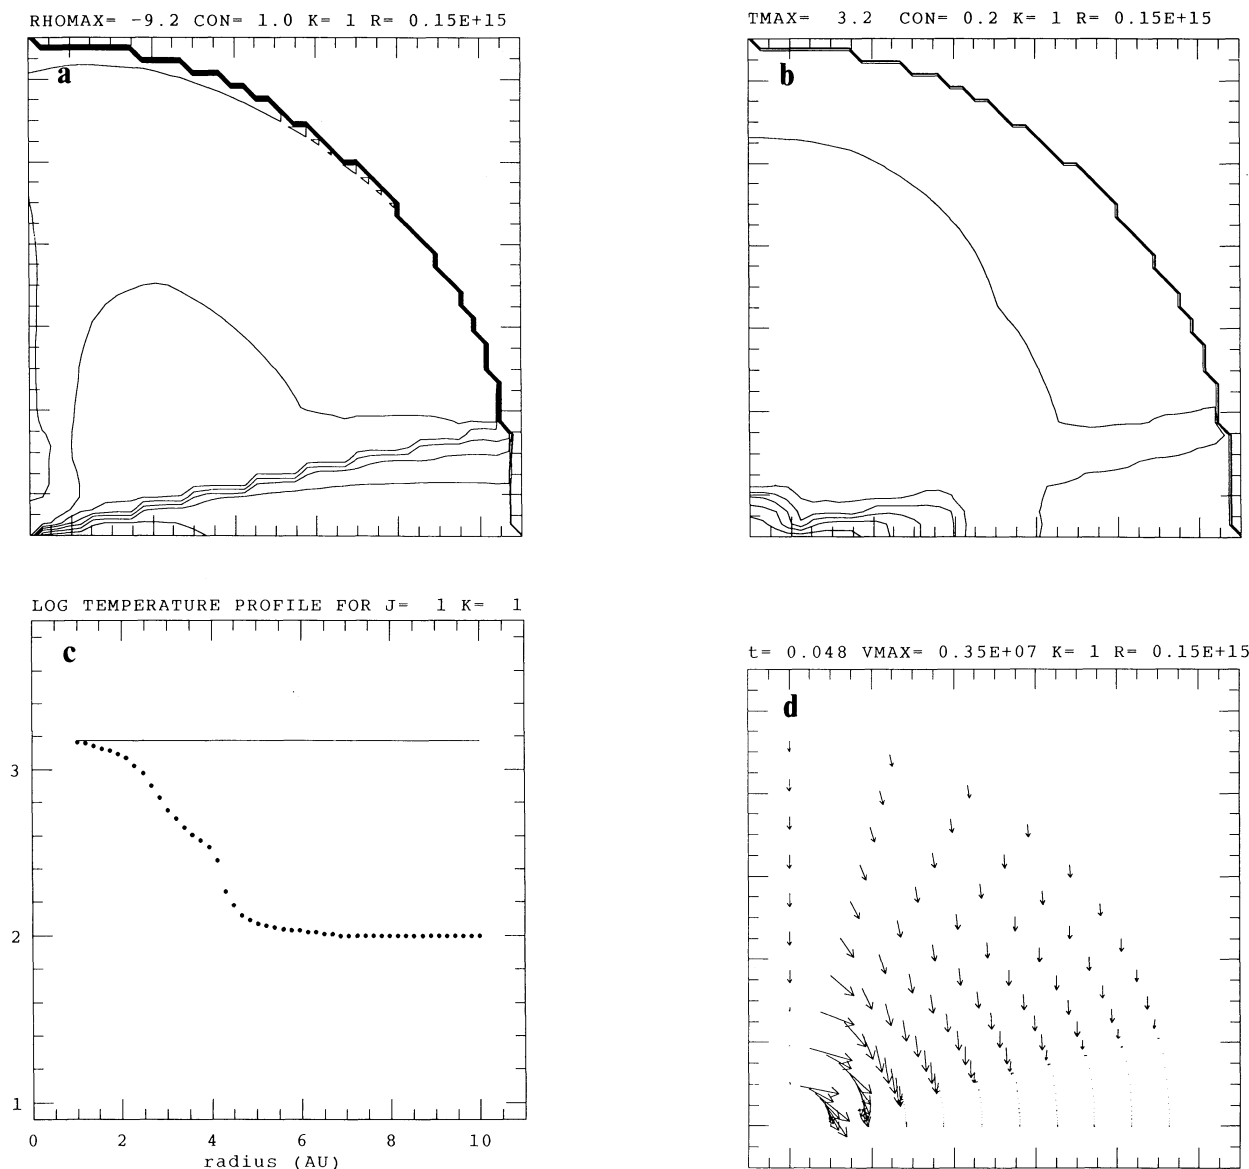 RHOMAX= -9.2 CON= 1.0 K= 1 R= 0.15E+15
a
TMAX= 3.2 CON= 0.2 K= 1 R= 0.15E+15
b
LOG TEMPERATURE PROFILE FOR J= 1 K= 1
c
3
2
1
0 2 4 6 8 10
radius (AU)
t= 0.048 VMAX= 0.35E+07 K= 1 R= 0.15E+15
d